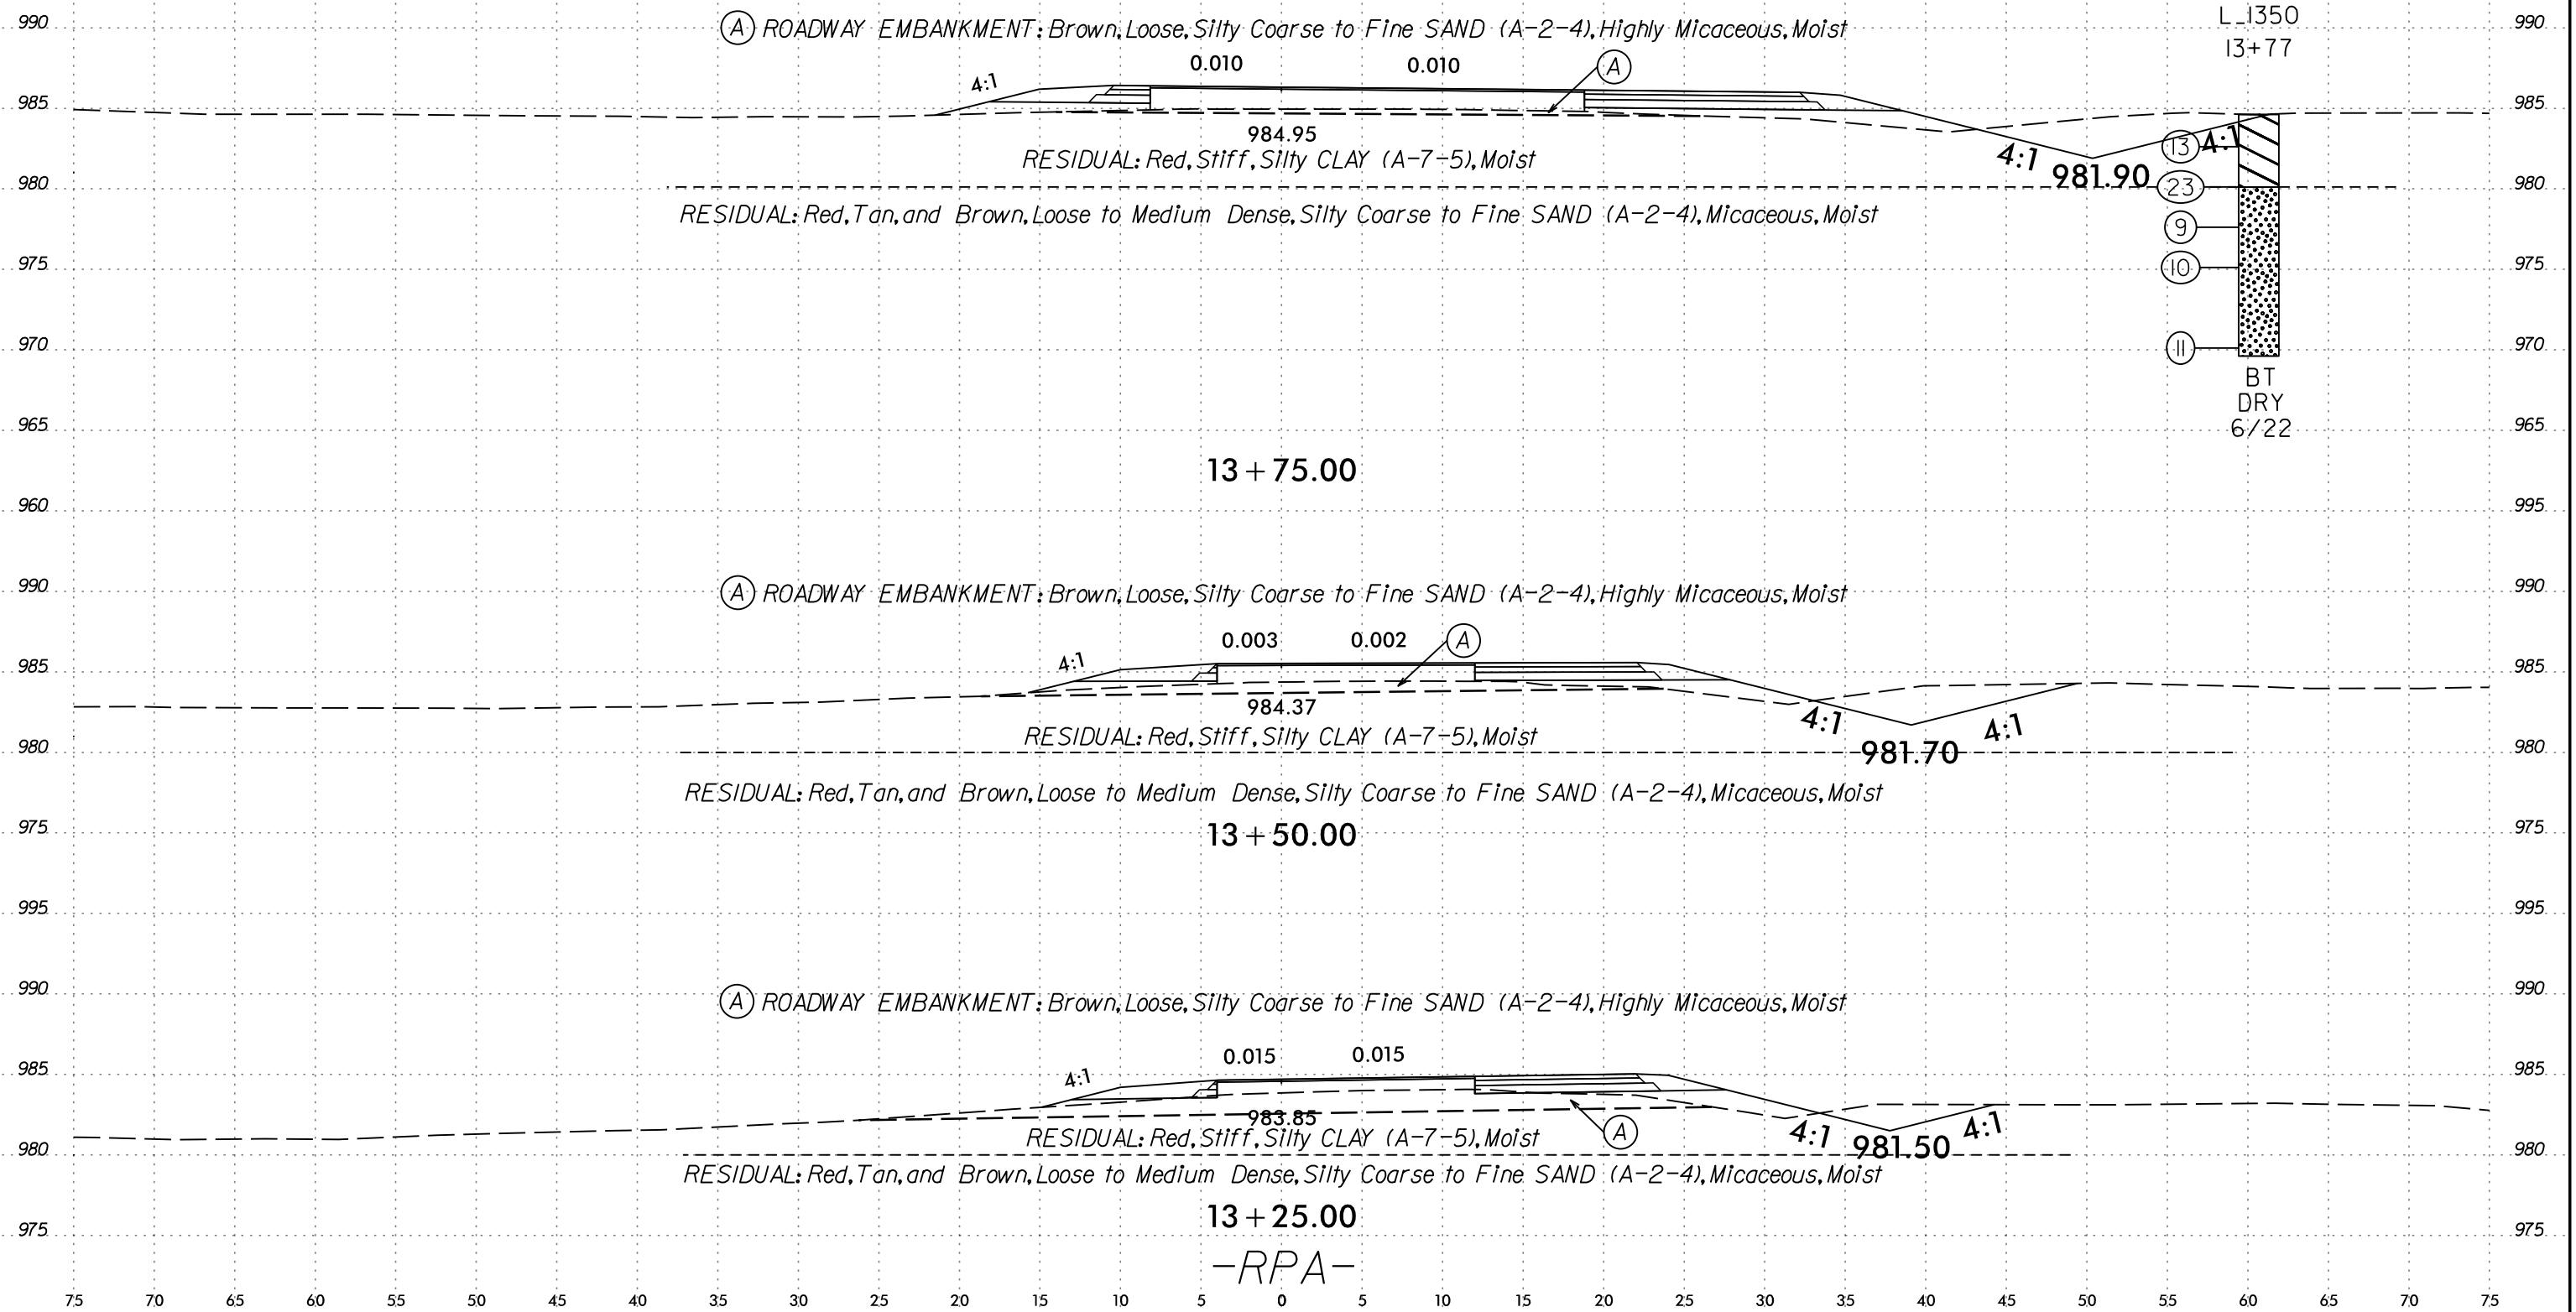 990 Ⓐ ROADWAY EMBANKMENT: Brown, Loose, Silty Coarse to Fine SAND (A-2-4), Highly Micaceous, Moist L_1350 990
13+77
4:1 0.010 0.010 A
985 985
984.95
RESIDUAL: Red, Stiff, Silty CLAY (A-7-5), Moist 4:1 13 4:1
980 981.90 23 980
RESIDUAL: Red, Tan, and Brown, Loose to Medium Dense, Silty Coarse to Fine SAND (A-2-4), Micaceous, Moist
9
975 10 975
970 11 970
BT
DRY
965 6/22 965
13+75.00
960 995
990 Ⓐ ROADWAY EMBANKMENT: Brown, Loose, Silty Coarse to Fine SAND (A-2-4), Highly Micaceous, Moist 990
4:1 0.003 0.002 A
985 985
984.37 4:1 4:1
RESIDUAL: Red, Stiff, Silty CLAY (A-7-5), Moist
980 981.70 980
RESIDUAL: Red, Tan, and Brown, Loose to Medium Dense, Silty Coarse to Fine SAND (A-2-4), Micaceous, Moist
975 13+50.00 975
995 995
990 Ⓐ ROADWAY EMBANKMENT: Brown, Loose, Silty Coarse to Fine SAND (A-2-4), Highly Micaceous, Moist 990
4:1 0.015 0.015
985 985
983.85
RESIDUAL: Red, Stiff, Silty CLAY (A-7-5), Moist A 4:1 4:1
980 981.50 980
RESIDUAL: Red, Tan, and Brown, Loose to Medium Dense, Silty Coarse to Fine SAND (A-2-4), Micaceous, Moist
13+25.00
975 975
-RPA-
75 70 65 60 55 50 45 40 35 30 25 20 15 10 5 0 5 10 15 20 25 30 35 40 45 50 55 60 65 70 75